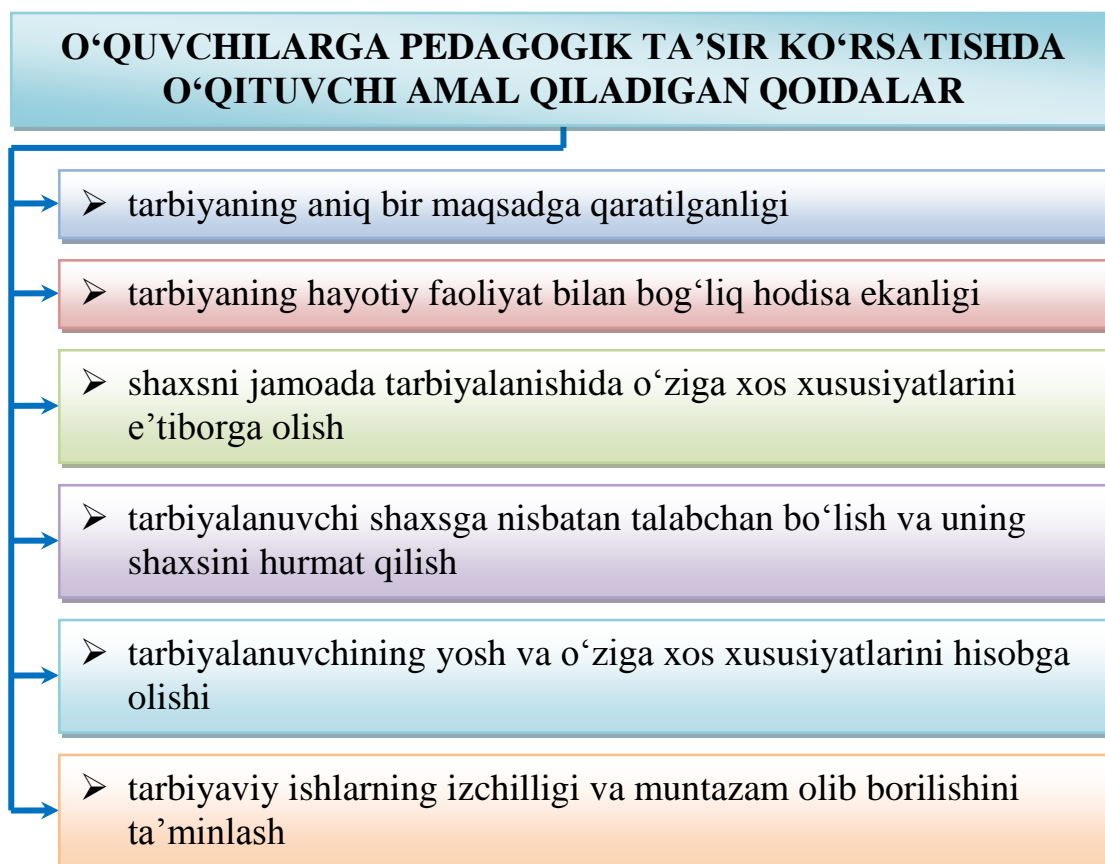 O‘QUVCHILARGA PEDAGOGIK TA’SIR KO‘RSATISHDA
O‘QITUVCHI AMAL QILADIGAN QOIDALAR
➢ tarbiyaning aniq bir maqsadga qaratilganligi
➢ tarbiyaning hayotiy faoliyat bilan bog‘liq hodisa ekanligi
➢ shaxsni jamoada tarbiyalanishida o‘ziga xos xususiyatlarini
e’tiborga olish
➢ tarbiyalanuvchi shaxsga nisbatan talabchan bo‘lish va uning
shaxsini hurmat qilish
➢ tarbiyalanuvchining yosh va o‘ziga xos xususiyatlarini hisobga
olishi
➢ tarbiyaviy ishlarning izchilligi va muntazam olib borilishini
ta’minlash